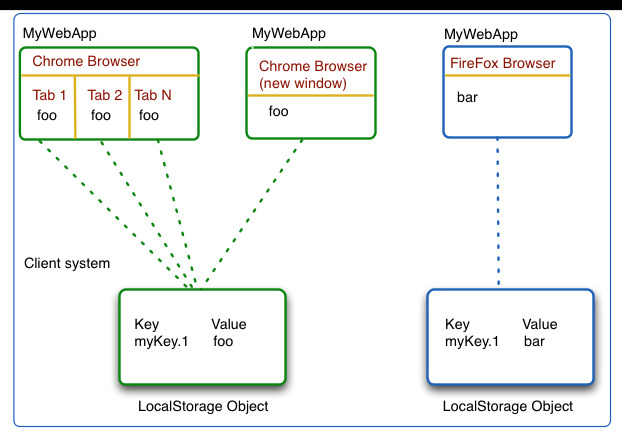 MyWebApp
Chrome Browser
Tab 1 Tab 2 Tab N
foo foo foo
MyWebApp
Chrome Browser
(new window)
foo
MyWebApp
FireFox Browser
bar
Client system
Key Value
myKey.1 foo
LocalStorage Object
Key Value
myKey.1 bar
LocalStorage Object